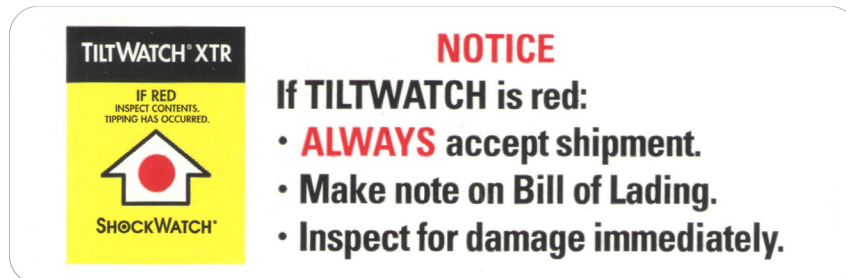 TILTWATCH® XTR
IF RED
INSPECT CONTENTS.
TIPPING HAS OCCURRED.
SHOCKWATCH®
NOTICE
If TILTWATCH is red:
· ALWAYS accept shipment.
· Make note on Bill of Lading.
· Inspect for damage immediately.